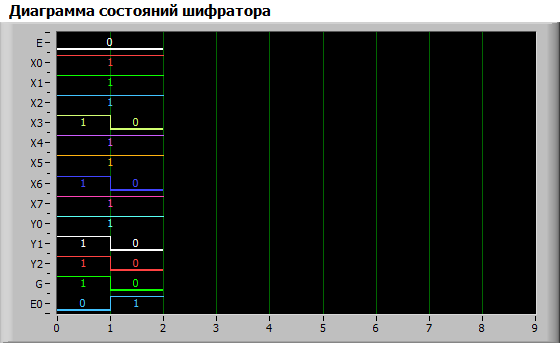 Диаграмма состояний шифратора
E 0
X0 1
X1 1
X2 1
X3 1 0
X4 1
X5 1
X6 1 0
X7 1
Y0 1
Y1 1 0
Y2 1 0
G 1 0
E0 0 1
0 1 2 3 4 5 6 7 8 9